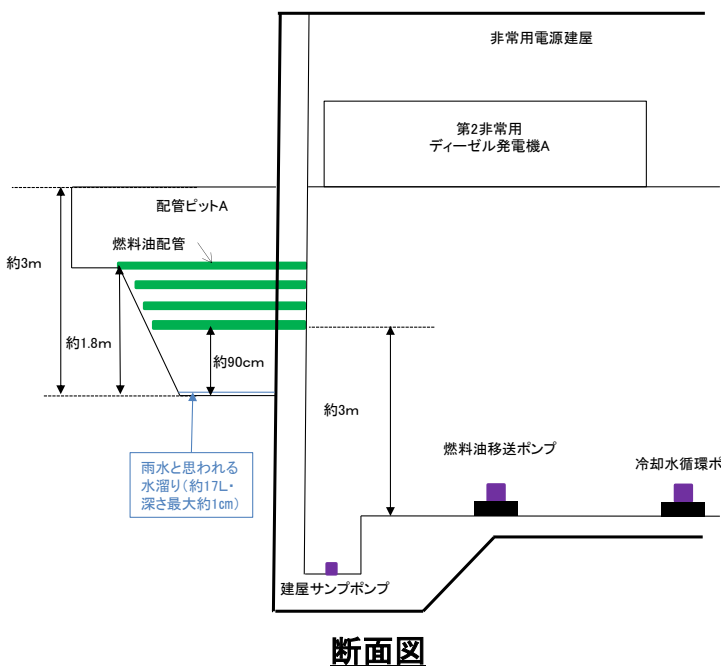 非常用電源建屋
第2非常用
ディーゼル発電機A
配管ピットA
燃料油配管
約3m
約1.8m
約90cm
約3m
燃料油移送ポンプ
冷却水循環ポ
雨水と思われる
水溜り(約17L・
深さ最大約1cm)
建屋サンプポンプ
断面図